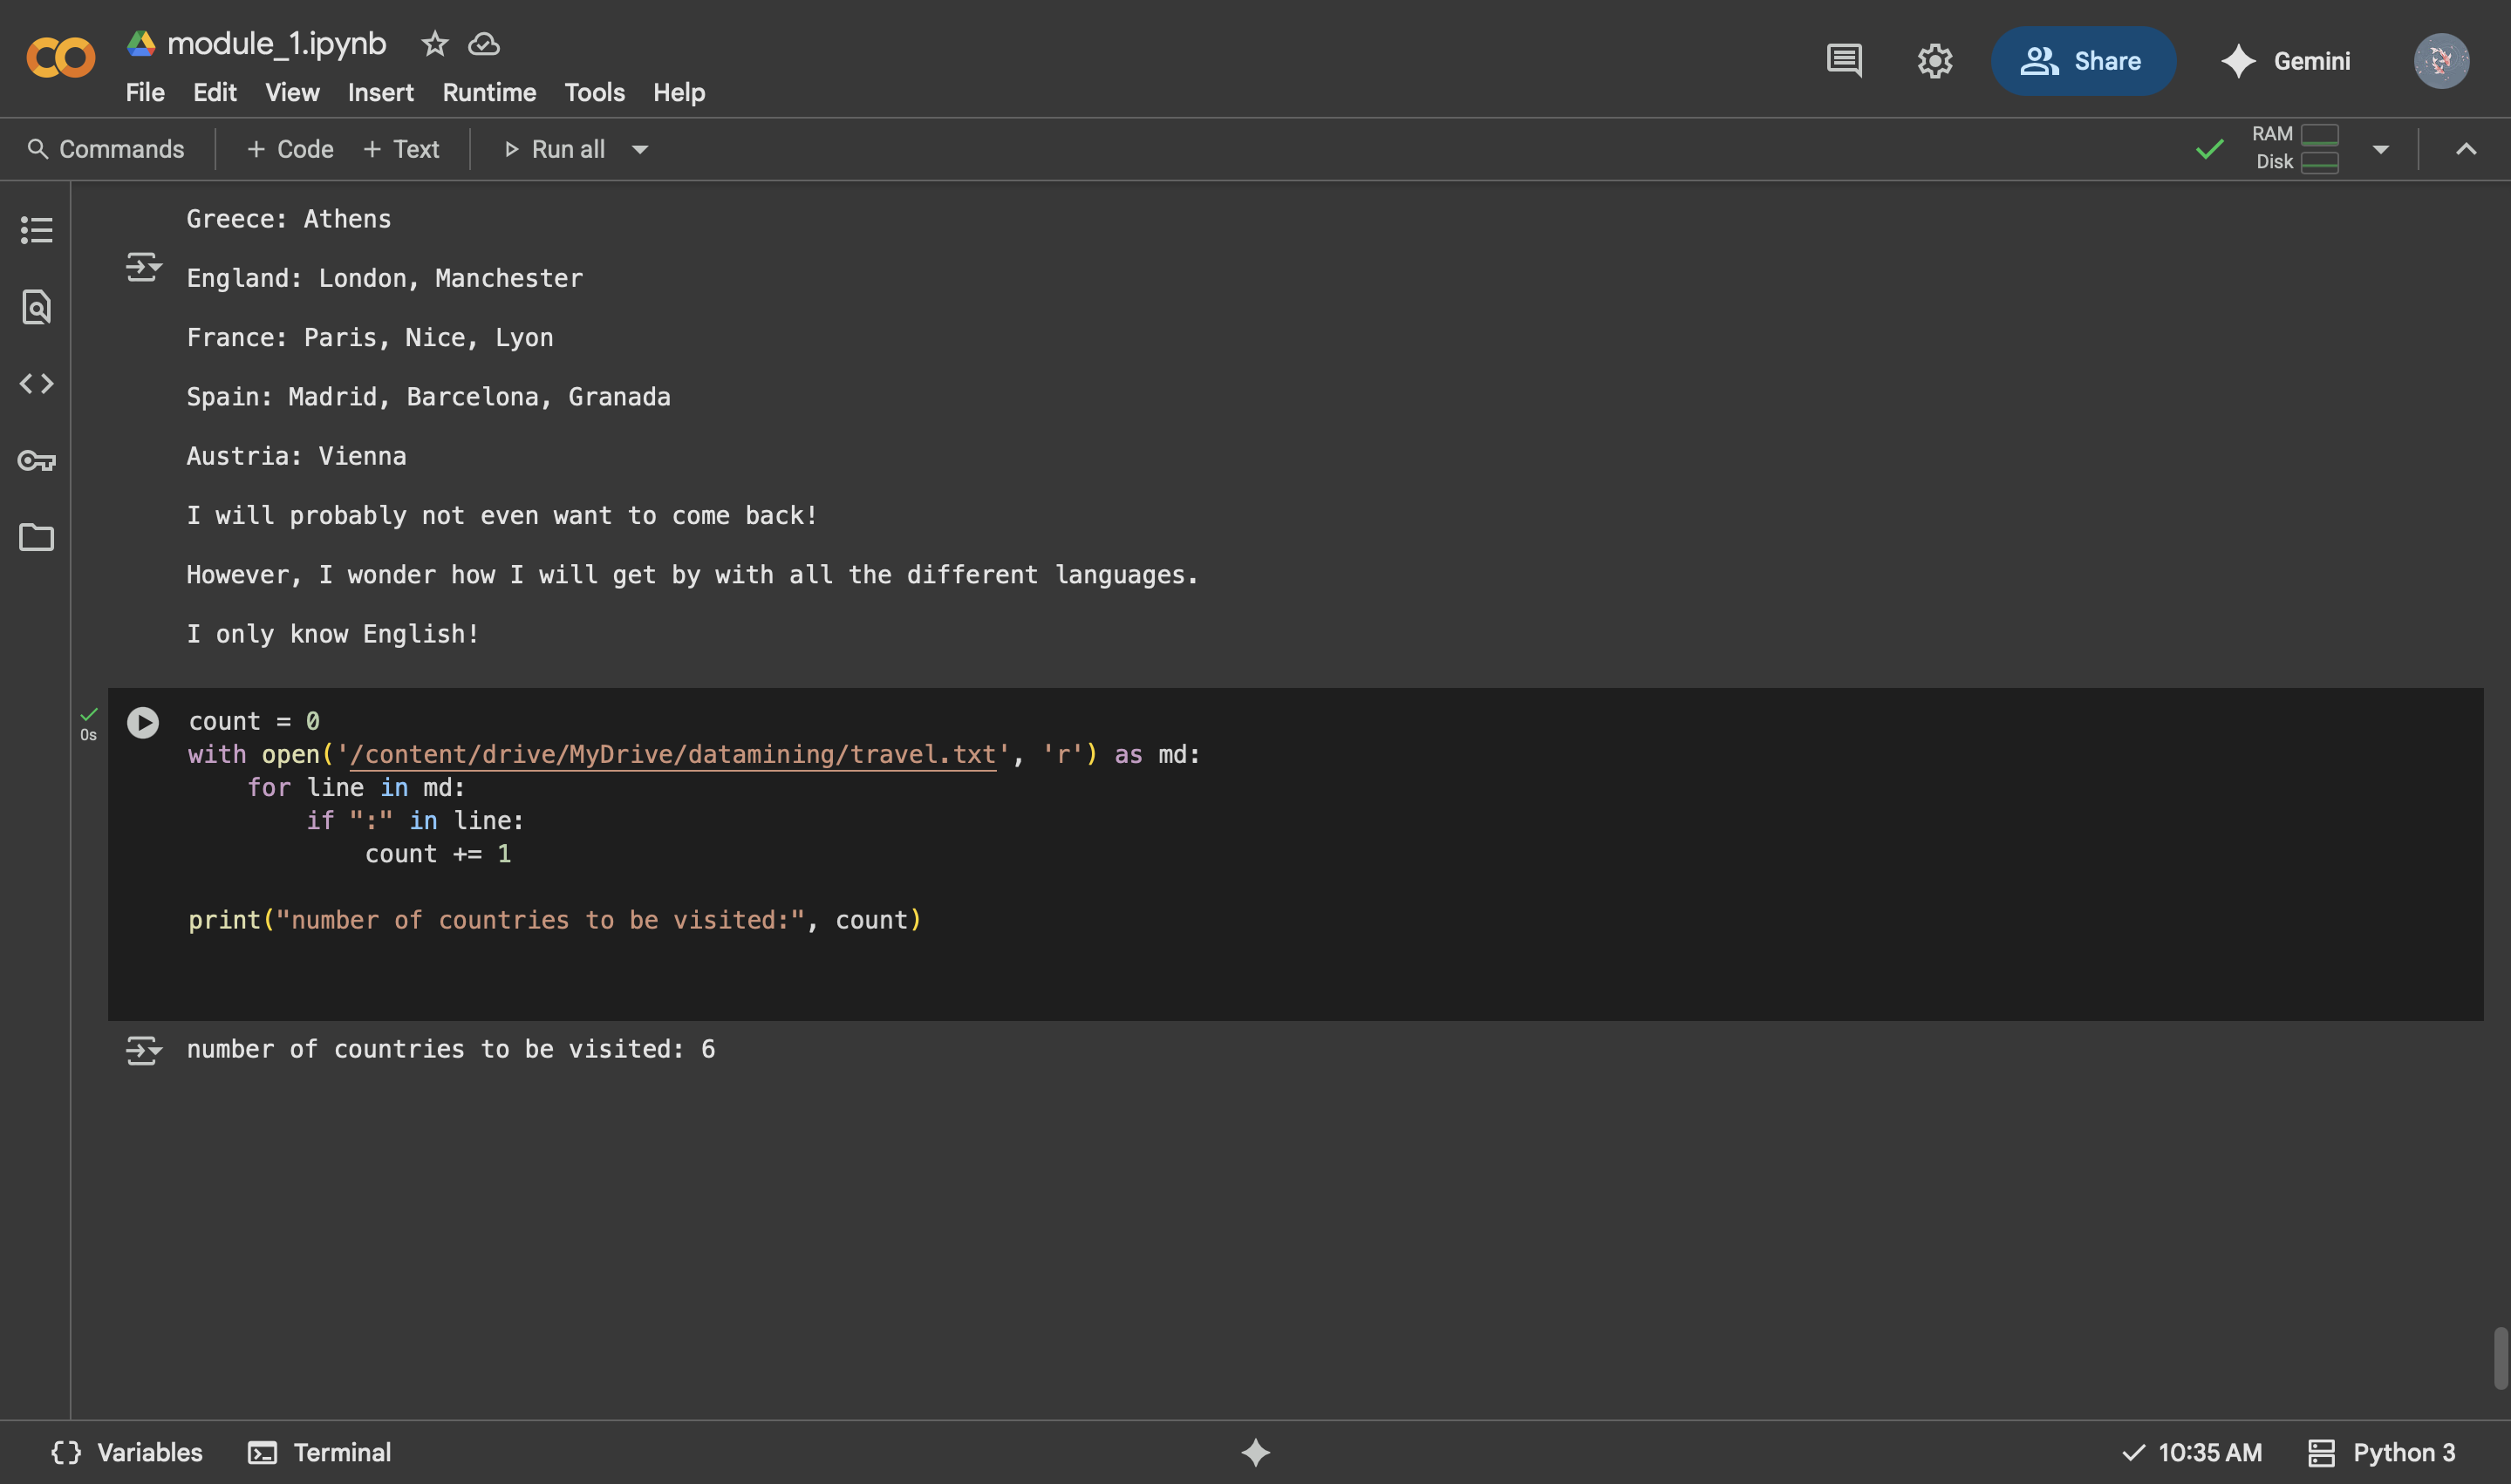 module_1.ipynb
File Edit View Insert Runtime Tools Help
Share
Gemini
Commands + Code + Text Run all
RAM
Disk
Greece: Athens
England: London, Manchester
France: Paris, Nice, Lyon
Spain: Madrid, Barcelona, Granada
Austria: Vienna
I will probably not even want to come back!
However, I wonder how I will get by with all the different languages.
I only know English!
0s
count = 0
with open('/content/drive/MyDrive/datamining/travel.txt', 'r') as md:
    for line in md:
        if ":" in line:
            count += 1
print("number of countries to be visited:", count)
number of countries to be visited: 6
Variables Terminal 10:35 AM Python 3